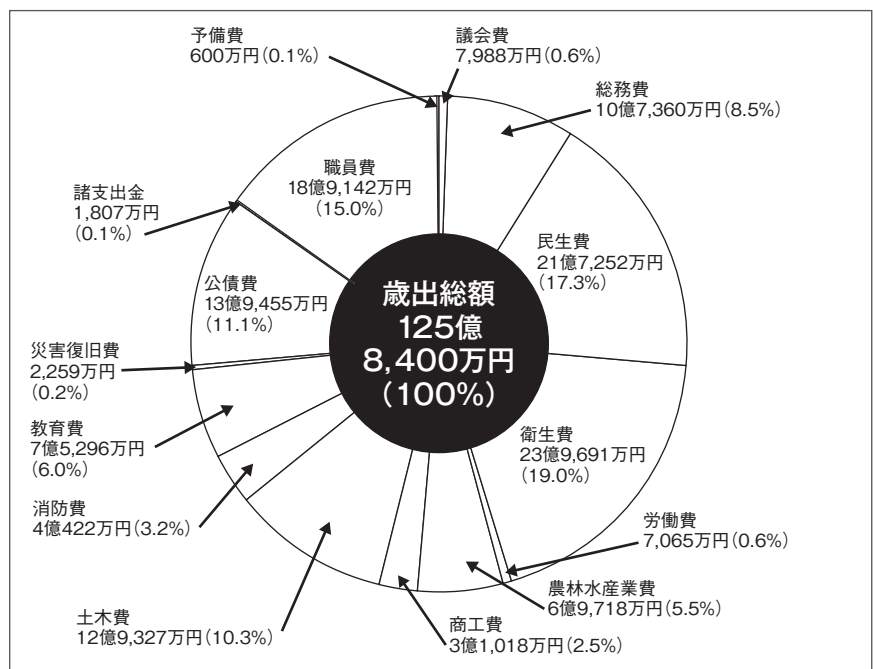 予備費
600万円(0.1%)
議会費
7,988万円(0.6%)
総務費
10億7,360万円(8.5%)
民生費
21億7,252万円
(17.3%)
衛生費
23億9,691万円
(19.0%)
労働費
7,065万円(0.6%)
農林水産業費
6億9,718万円(5.5%)
商工費
3億1,018万円(2.5%)
土木費
12億9,327万円(10.3%)
消防費
4億422万円(3.2%)
教育費
7億5,296万円
(6.0%)
災害復旧費
2,259万円
(0.2%)
公債費
13億9,455万円
(11.1%)
諸支出金
1,807万円
(0.1%)
職員費
18億9,142万円
(15.0%)
歳出総額
125億
8,400万円
(100%)